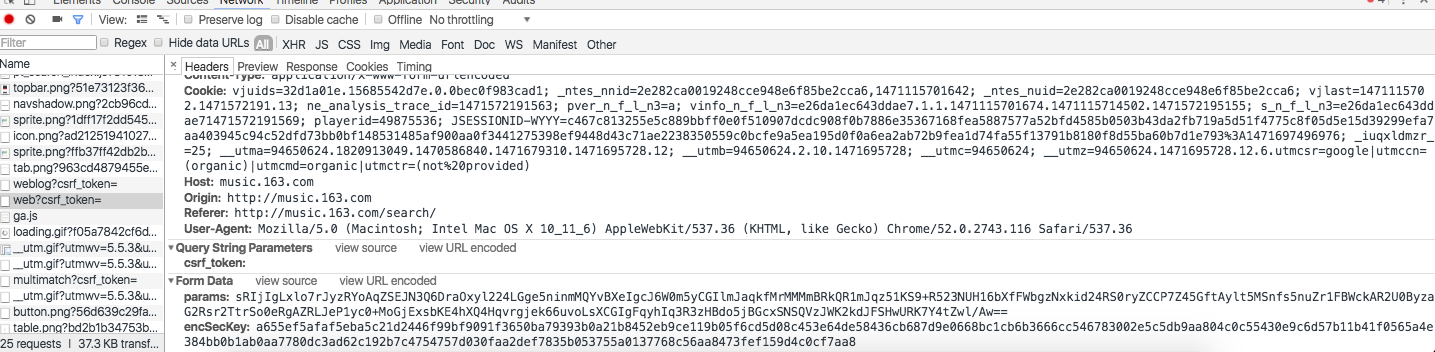 Elements Console Sources Network Timeline Profiles Application Security Audits
View: Preserve log Disable cache Offline No throttling
Filter Regex Hide data URLs All XHR JS CSS Img Media Font Doc WS Manifest Other
Name
topbar.png?51e73123f36...
navshadow.png?2cb96cd...
sprite.png?1dff17f2dd545...
icon.png?ad21251941027...
sprite.png?ffb37ff42db2b...
tab.png?963cd4879455e...
weblog?csrf_token=
web?csrf_token=
ga.js
loading.gif?f05a7842cf6d...
__utm.gif?utmwv=5.5.3&u...
__utm.gif?utmwv=5.5.3&u...
multimatch?csrf_token=
__utm.gif?utmwv=5.5.3&u...
button.png?56d639c29fa...
table.png?bd2b1b34753b...
25 requests | 37.3 KB transf...
× Headers Preview Response Cookies Timing
Content-Type: application/x-www-form-urlencoded
Cookie: vjuids=32d1a01e.15685542d7e.0.0bec0f983cad1; _ntes_nnid=2e282ca0019248cce948e6f85be2cca6,1471115701642; _ntes_nuid=2e282ca0019248cce948e6f85be2cca6; vjlast=147111570
2.1471572191.13; ne_analysis_trace_id=1471572191563; pver_n_f_l_n3=a; vinfo_n_f_l_n3=e26da1ec643ddae7.1.1.1471115701674.1471115714502.1471572195155; s_n_f_l_n3=e26da1ec643dd
ae71471572191569; playerid=49875536; JSESSIONID-WYYY=c467c813255e5c889bbff0e0f510907dcdc908f0b7886e35367168fea5887577a52bfd4585b0503b43da2fb719a5d51f4775c8f05d5e15d39299efa7
aa403945c94c52dfd73bb0bf148531485af900aa0f3441275398ef9448d43c71ae2238350559c0bcfe9a5ea195d0f0a6ea2ab72b9fea1d74fa55f13791b8180f8d55ba60b7d1e793%3A1471697496976; _iuqxldmzr_
=25; __utma=94650624.1820913049.1470586840.1471679310.1471695728.12; __utmb=94650624.2.10.1471695728; __utmc=94650624; __utmz=94650624.1471695728.12.6.utmcsr=google|utmccn=
(organic)|utmcmd=organic|utmctr=(not%20provided)
Host: music.163.com
Origin: http://music.163.com
Referer: http://music.163.com/search/
User-Agent: Mozilla/5.0 (Macintosh; Intel Mac OS X 10_11_6) AppleWebKit/537.36 (KHTML, like Gecko) Chrome/52.0.2743.116 Safari/537.36
Query String Parameters view source view URL encoded
csrf_token:
Form Data view source view URL encoded
params: sRIjIgLxlo7rJyzRYoAqZSEJN3Q6DraOxyl224LGge5ninmMQYvBXeIgcJ6W0m5yCGIlmJaqkfMrMMMmBRkQR1mJqz51KS9+R523NUH16bXfFWbgzNxkid24RS0ryZCCP7Z45GftAylt5MSnfs5nuZr1FBWckAR2U0Byza
G2Rsr2TtrSo0eRgAZRLJeP1yc0+MoGjExsbKE4hXQ4Hqvrgjek66uvoLsXCGIgFqyhIq3R3zHBdo5jBGcxSNSQVzJWK2kdJFSHwURK7Y4tZwl/Aw==
encSecKey: a655ef5afaf5eba5c21d2446f99bf9091f3650ba79393b0a21b8452eb9ce119b05f6cd5d08c453e64de58436cb697d0e0668bc1cb6b3666cc546783002e5c5db9aa804c0c55430e9c6d57b11b41f0565a4e
384bb0b1ab0aa7780dc3ad62c192b7c4754757d030faa2def7835b053755a0137768c56aa8473fef159d4c0cf7aa8